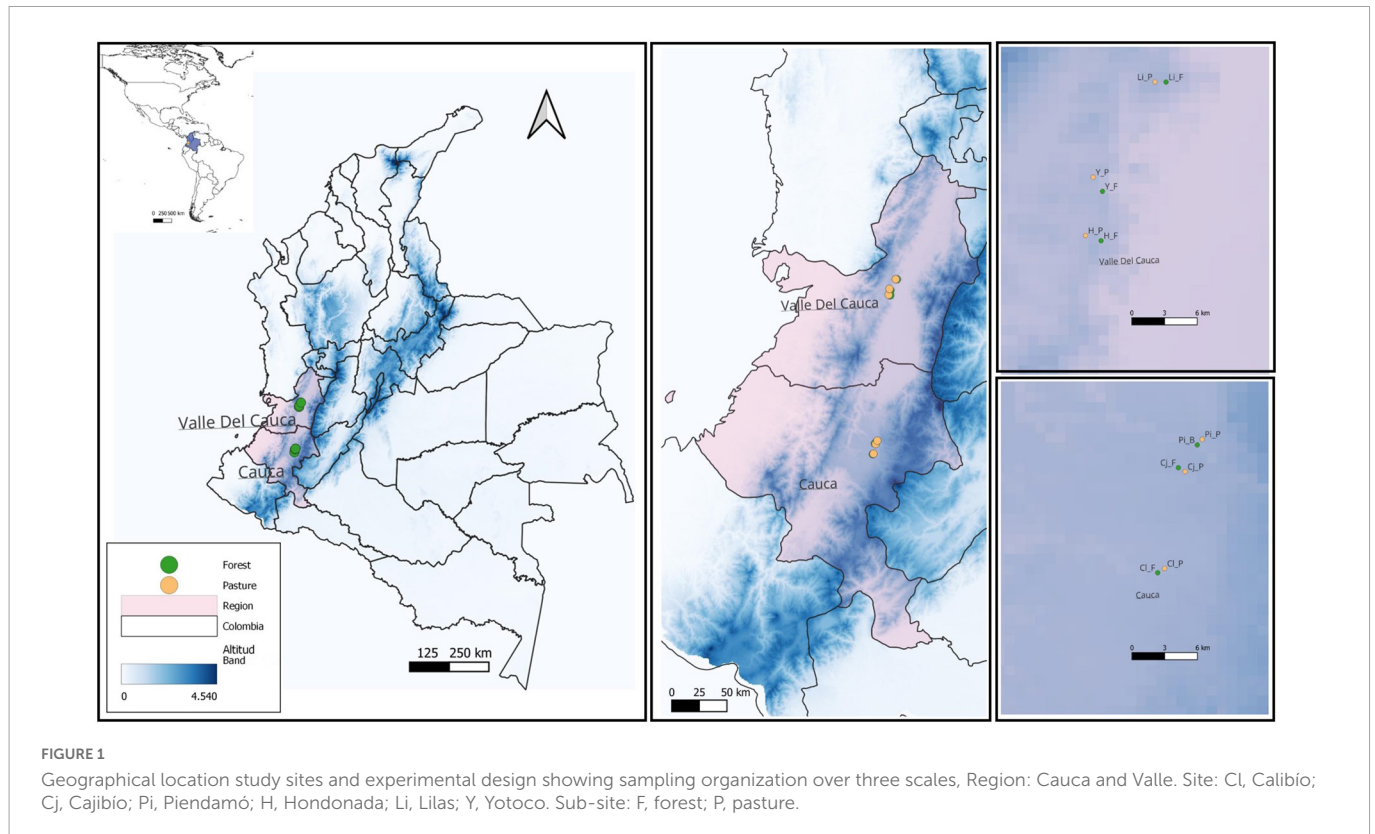 0 250 500 km
Valle Del Cauca
Cauca
Forest
Pasture
Region
Colombia
Altitud
Band
0 4.540
125 250 km
Valle Del Cauca
Cauca
0 25 50 km
Li_P Li_F
Y_P
Y_F
H_P H_F
Valle Del Cauca
0 3 6 km
Pi_B Pi_P
Cj_F Cj_P
Cl_F Cl_P
Cauca
0 3 6 km
FIGURE 1
Geographical location study sites and experimental design showing sampling organization over three scales, Region: Cauca and Valle. Site: Cl, Calibío;
Cj, Cajibío; Pi, Piendamó; H, Hondonada; Li, Lilas; Y, Yotoco. Sub-site: F, forest; P, pasture.